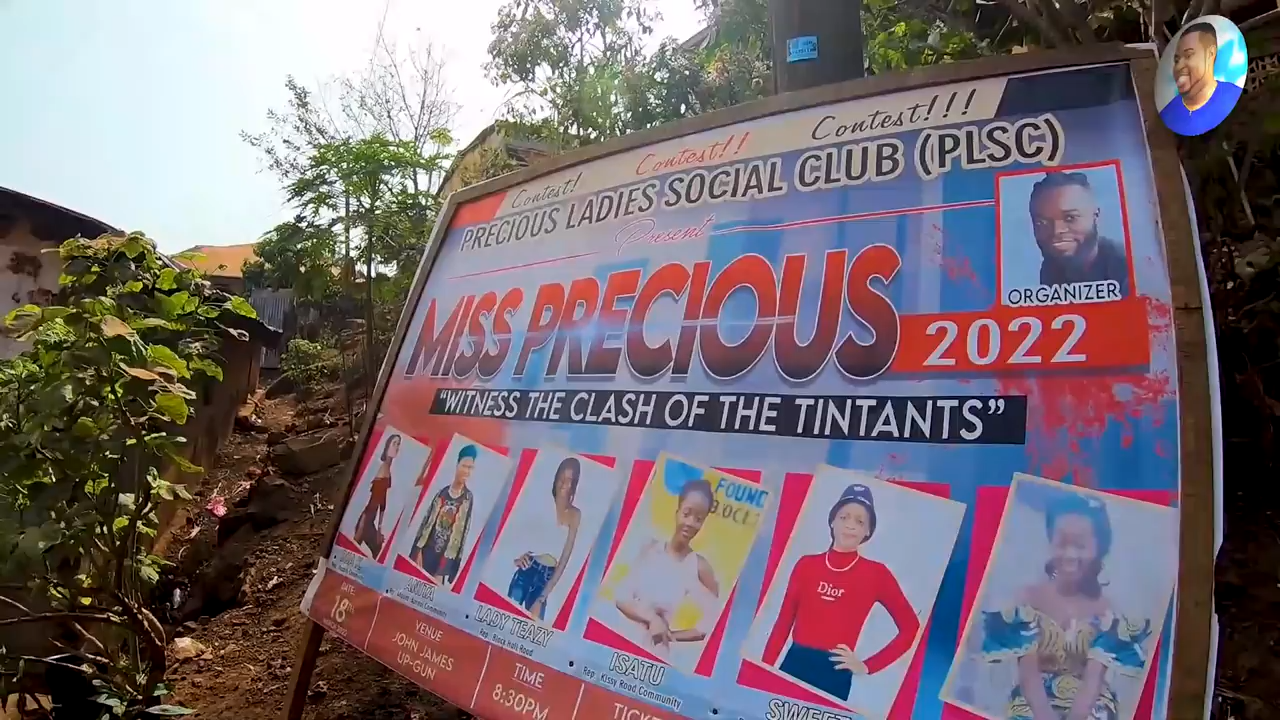 Contest! Contest!! Contest!!!
PRECIOUS LADIES SOCIAL CLUB (PLSC)
Present
MISS PRECIOUS
2022
ORGANIZER
"WITNESS THE CLASH OF THE TINTANTS"
FOUND
Dior
ANITA
LADY TEAZY
Rep. Black Hall Road
ISATU
Rep. Kissy Road Community
SWEET
DATE
18TH
VENUE
JOHN JAMES
UP-GUN
TIME
8:30PM